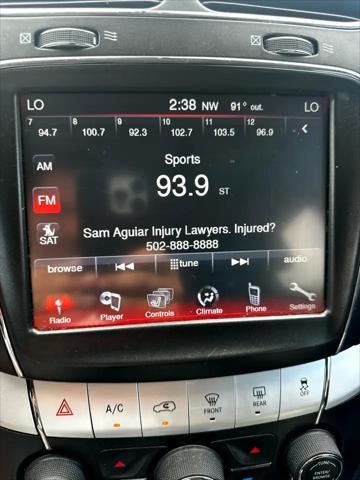 LO 2:38 NW 91° out. LO
7 8 9 10 11 12
94.7 100.7 92.3 102.7 103.5 96.9
Sports
93.9 ST
AM
FM
SAT
Sam Aguiar Injury Lawyers. Injured?
502-888-8888
browse tune audio
Radio Player Controls Climate Phone Settings
A/C FRONT REAR OFF
ENTER/
BROWSE